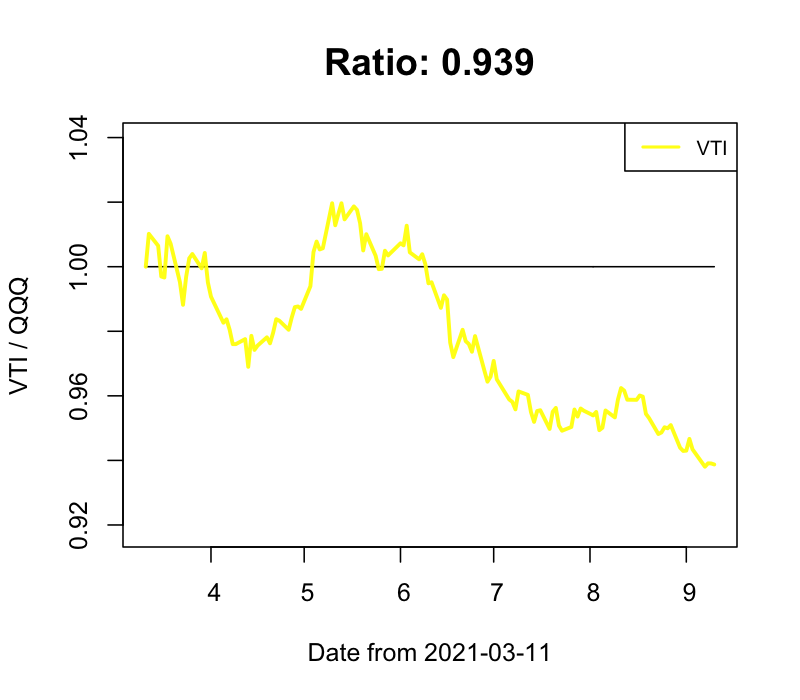 Ratio: 0.939
VTI
VTI / QQQ
1.04
1.00
0.96
0.92
4 5 6 7 8 9
Date from 2021-03-11